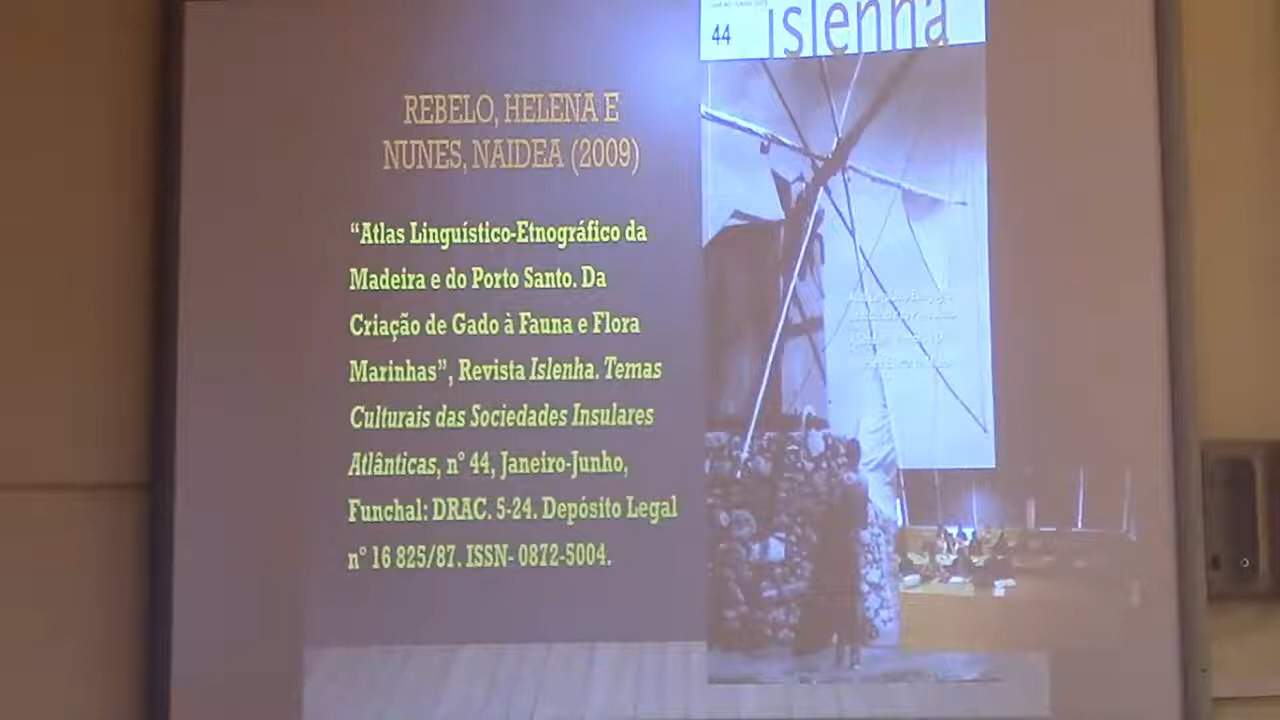 islenha
44
REBELO, HELENA E
NUNES, NAIDEA (2009)
“Atlas Linguístico-Etnográfico da
Madeira e do Porto Santo. Da
Criação de Gado à Fauna e Flora
Marinhas”, Revista Islenha. Temas
Culturais das Sociedades Insulares
Atlânticas, nº 44, Janeiro-Junho,
Funchal: DRAC. 5-24. Depósito Legal
nº 16 825/87. ISSN- 0872-5004.